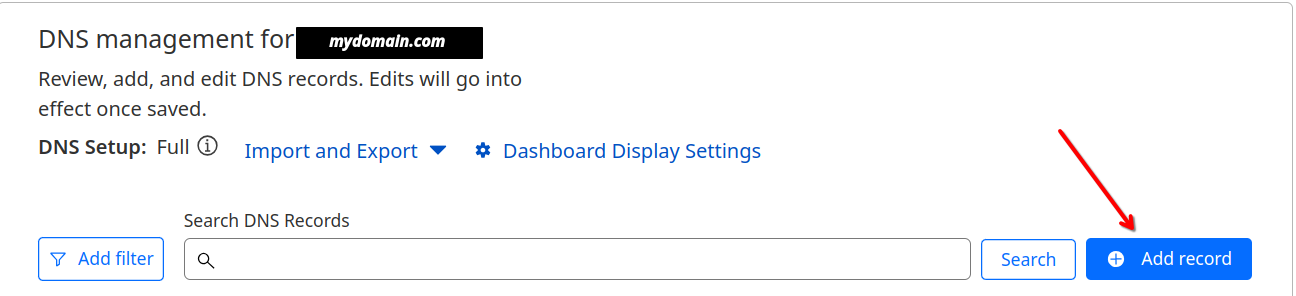 DNS management for mydomain.com
Review, add, and edit DNS records. Edits will go into
effect once saved.
DNS Setup: Full Import and Export Dashboard Display Settings
Search DNS Records
Add filter Search Add record